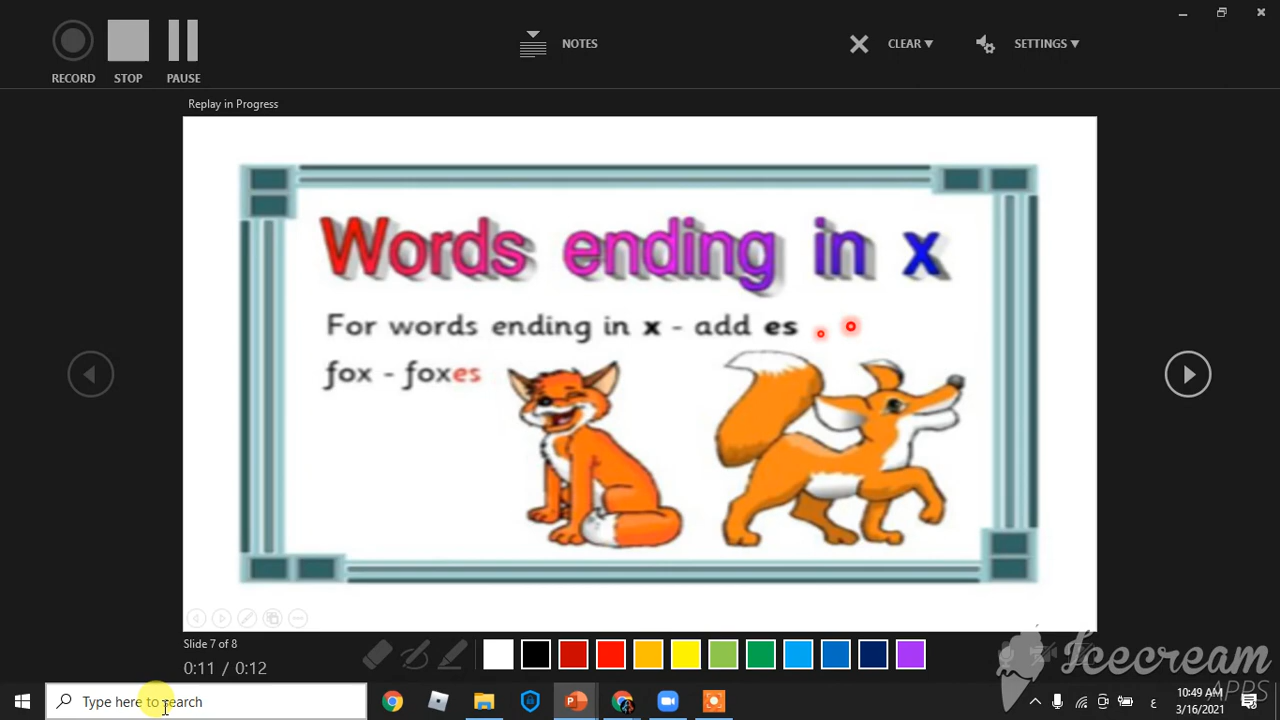 RECORD STOP PAUSE
NOTES
CLEAR
SETTINGS
Replay in Progress
Words ending in x
For words ending in x - add es
fox - foxes
Slide 7 of 8
0:11 / 0:12
Icecream
APPS
Type here to search
ع
10:49 AM
3/16/2021